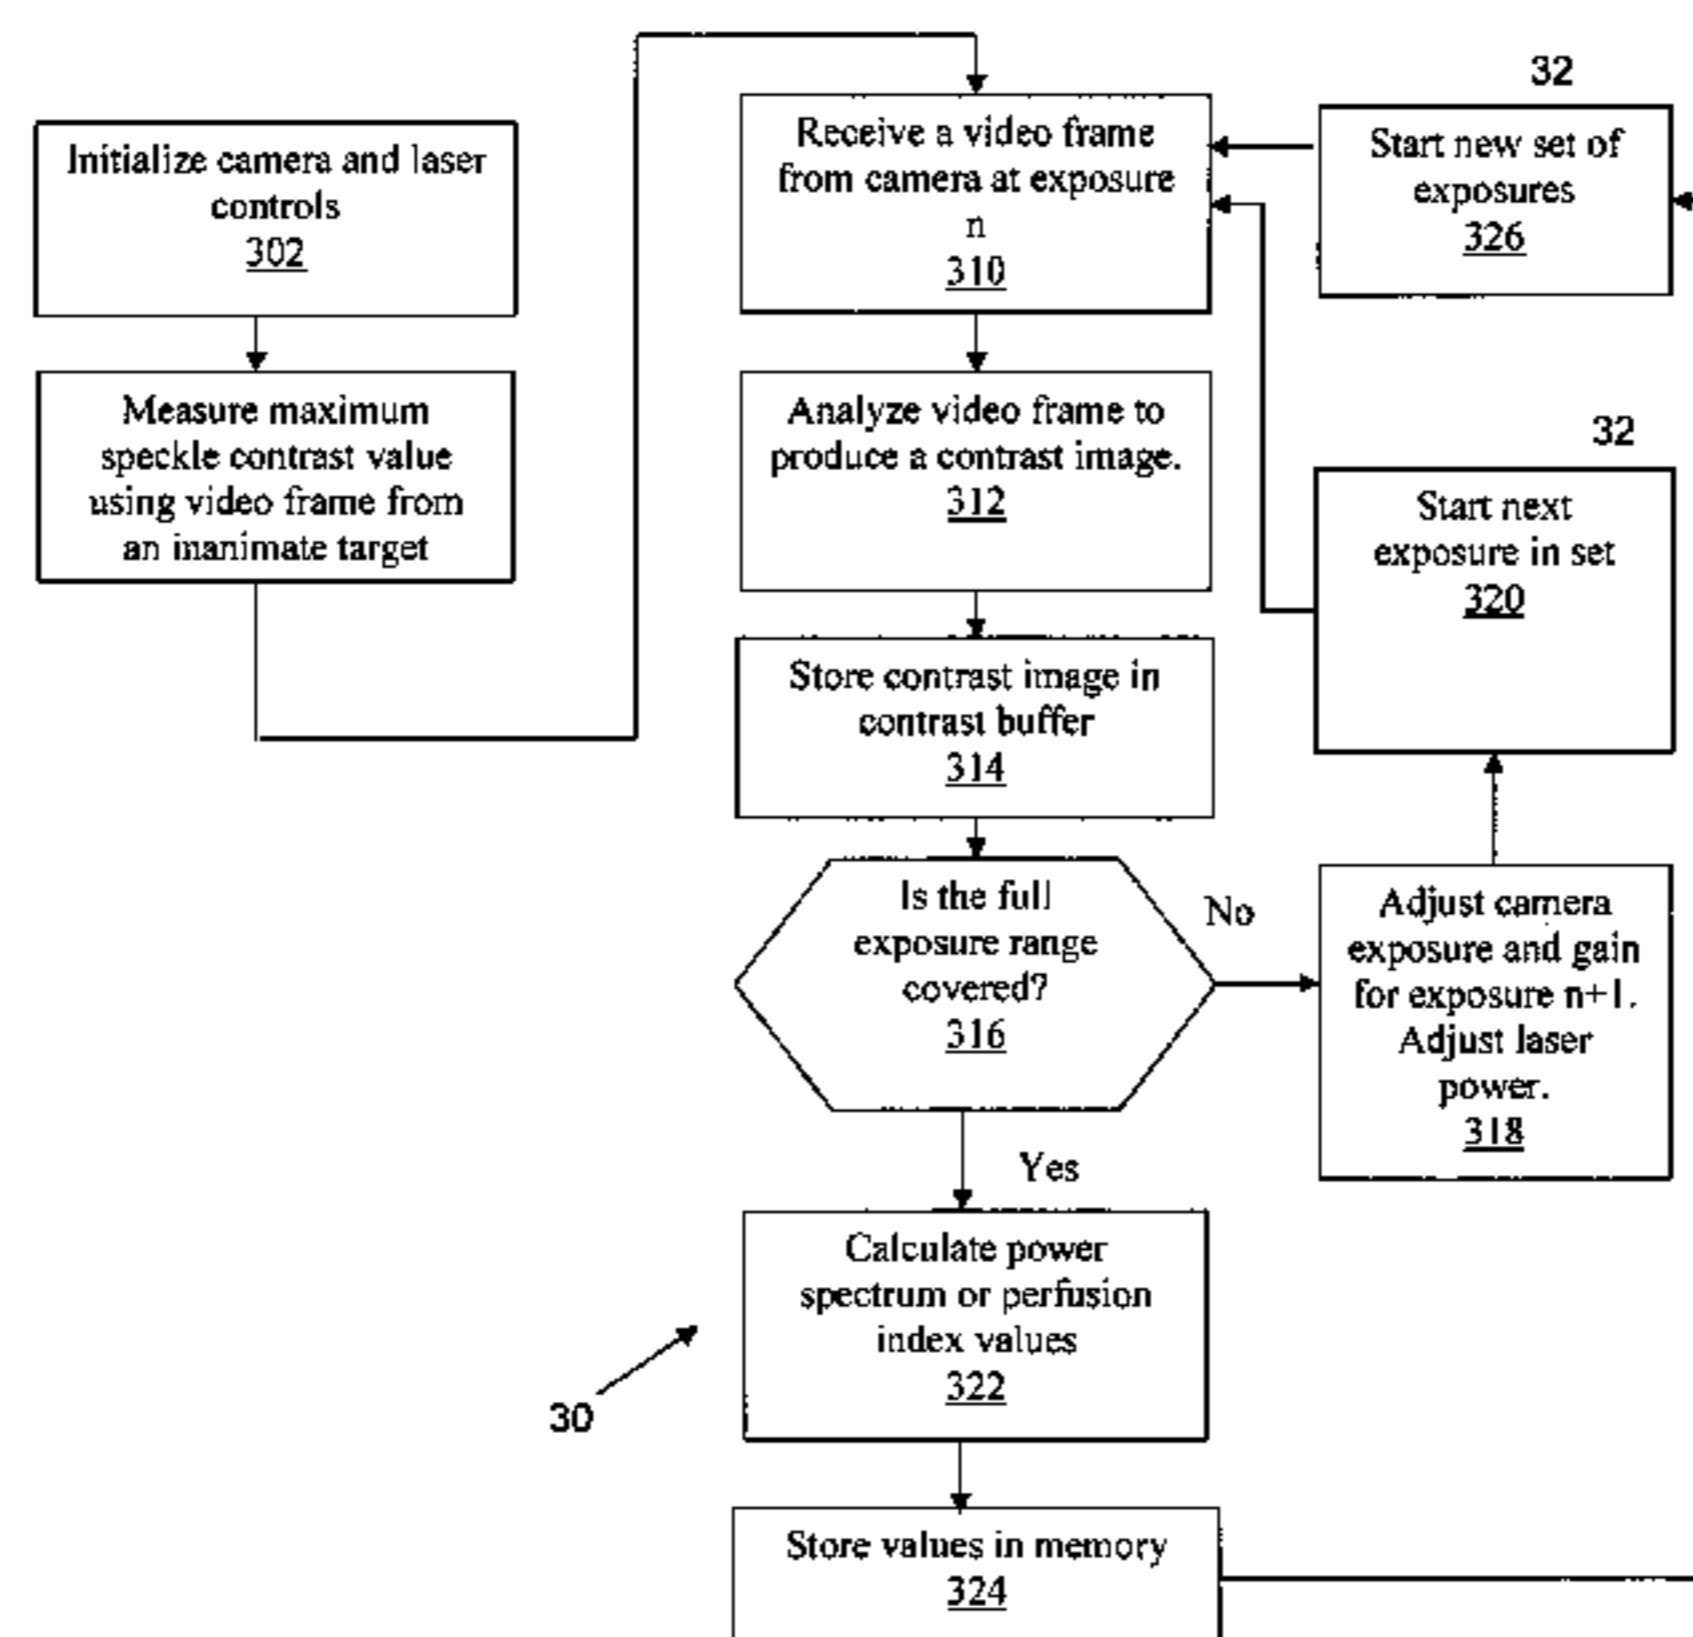 Initialize camera and laser
controls
302
Measure maximum
speckle contrast value
using video frame from
an inanimate target
Receive a video frame
from camera at exposure
n
310
Analyze video frame to
produce a contrast image.
312
Store contrast image in
contrast buffer
314
Is the full
exposure range
covered?
316
No
Yes
Calculate power
spectrum or perfusion
index values
322
30
Store values in memory
324
32
Start new set of
exposures
326
32
Start next
exposure in set
320
Adjust camera
exposure and gain
for exposure n+1.
Adjust laser
power.
318